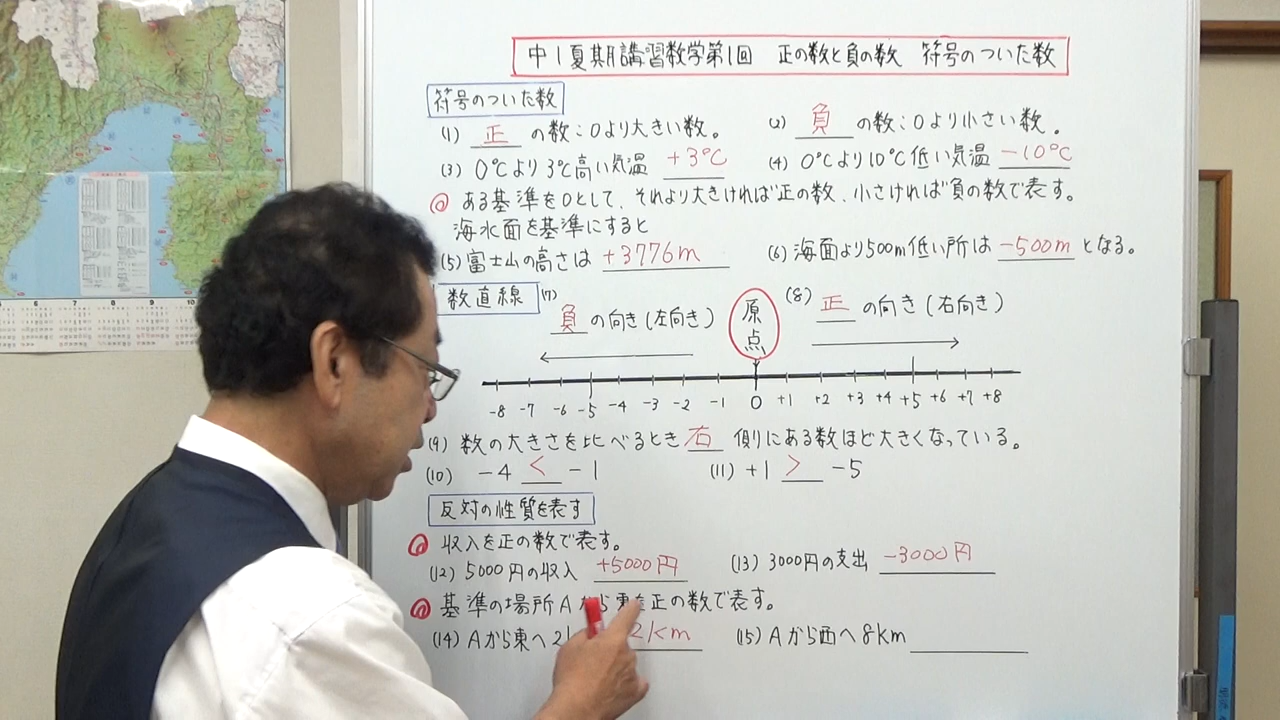 中1夏期講習数学第1回 正の数と負の数 符号のついた数
符号のついた数
(1) 正 の数:0より大きい数。 (2) 負 の数:0より小さい数。
(3) 0℃より3℃高い気温 +3℃ (4) 0℃より10℃低い気温 -10℃
◎ ある基準を0として、それより大きければ正の数、小さければ負の数で表す。
海水面を基準にすると
(5) 富士山の高さは +3776m (6) 海面より500m低い所は -500m となる。
数直線 (7) 負 の向き(左向き) 原点 (8) 正 の向き(右向き)
-8 -7 -6 -5 -4 -3 -2 -1 0 +1 +2 +3 +4 +5 +6 +7 +8
(9) 数の大きさを比べるとき 右 側にある数ほど大きくなっている。
(10) -4 < -1 (11) +1 > -5
反対の性質を表す
◎ 収入を正の数で表す。
(12) 5000円の収入 +5000円 (13) 3000円の支出 -3000円
◎ 基準の場所Aから東を正の数で表す。
(14) Aから東へ2 2km (15) Aから西へ8km
6 7 8 9 10